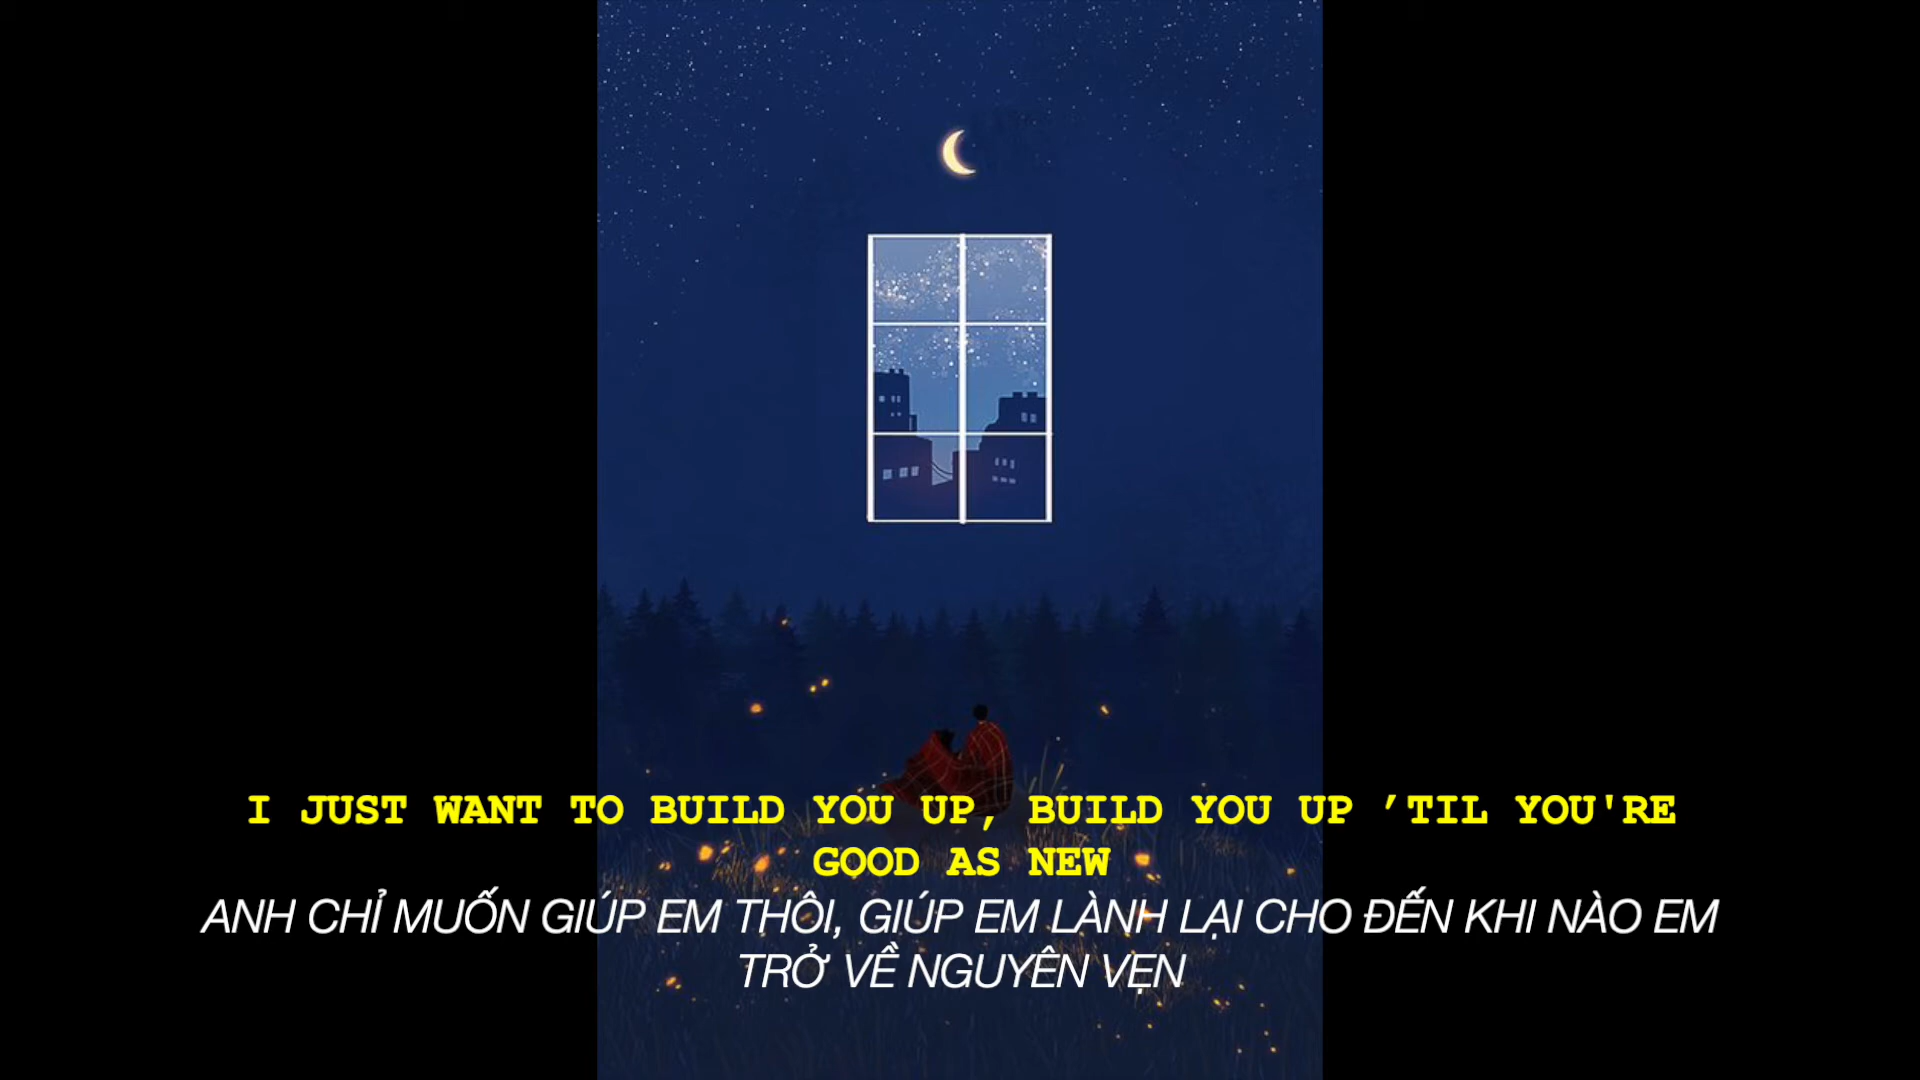 I JUST WANT TO BUILD YOU UP, BUILD YOU UP ’TIL YOU'RE
GOOD AS NEW
ANH CHỈ MUỐN GIÚP EM THÔI, GIÚP EM LÀNH LẠI CHO ĐẾN KHI NÀO EM
TRỞ VỀ NGUYÊN VẸN